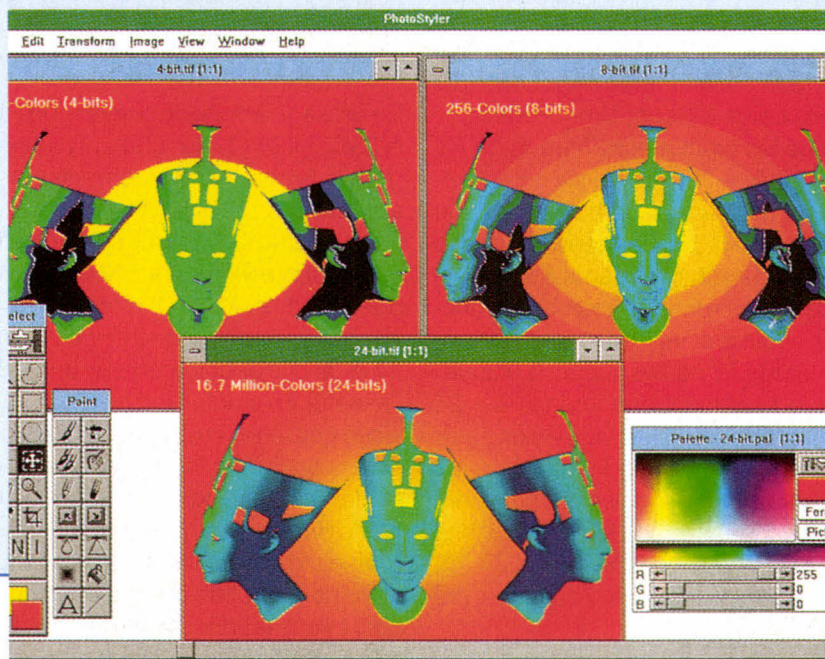 PhotoStyler
Edit Transform Image View Window Help
4-bit.tif (1:1)
8-bit.tif (1:1)
-Colors (4-bits)
256-Colors (8-bits)
elect
24-bit.tif (1:1)
16.7 Million-Colors (24-bits)
Paint
Palette - 24-bit.pal (1:1)
For
Pic
N I
R 255
G 0
B 0
A